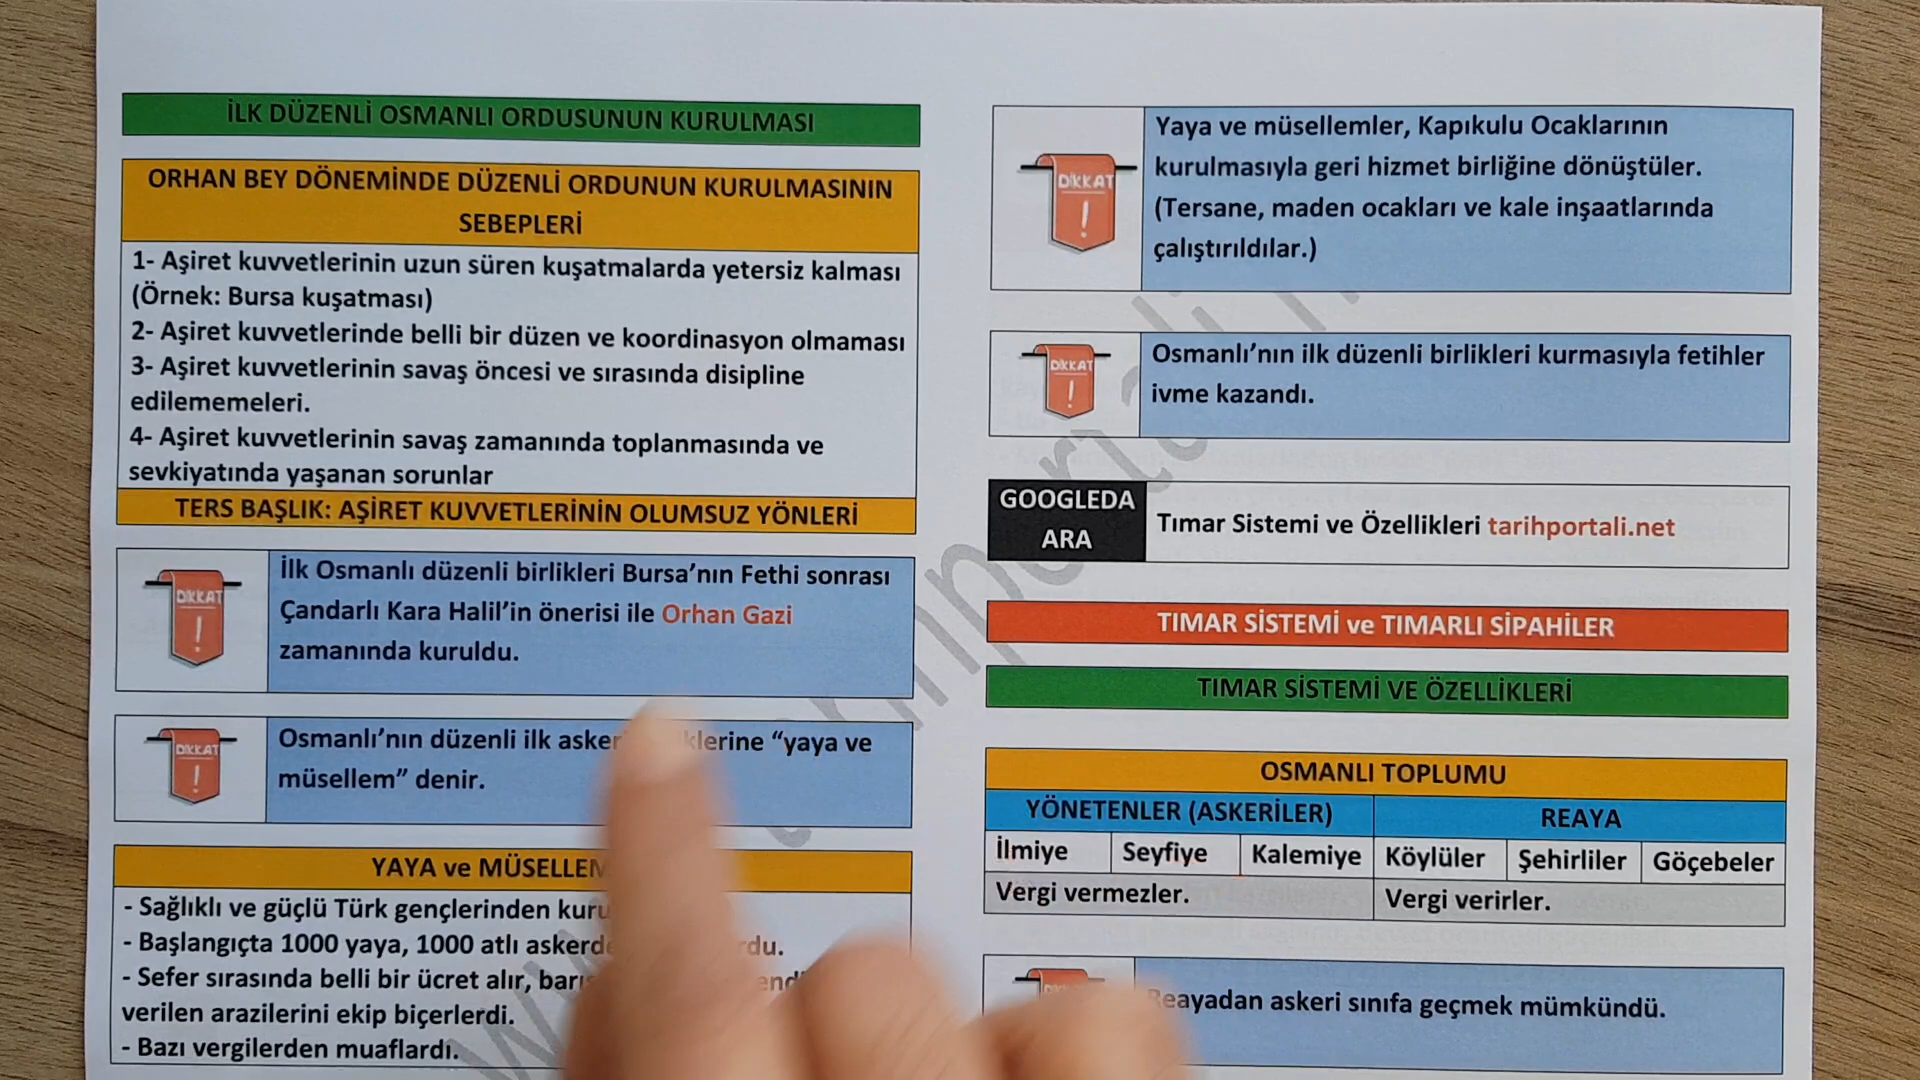 İLK DÜZENLİ OSMANLI ORDUSUNUN KURULMASI
ORHAN BEY DÖNEMİNDE DÜZENLİ ORDUNUN KURULMASININ
SEBEPLERİ
1- Aşiret kuvvetlerinin uzun süren kuşatmalarda yetersiz kalması
(Örnek: Bursa kuşatması)
2- Aşiret kuvvetlerinde belli bir düzen ve koordinasyon olmaması
3- Aşiret kuvvetlerinin savaş öncesi ve sırasında disipline
edilememeleri.
4- Aşiret kuvvetlerinin savaş zamanında toplanmasında ve
sevkiyatında yaşanan sorunlar
TERS BAŞLIK: AŞİRET KUVVETLERİNİN OLUMSUZ YÖNLERİ
DİKKAT
!
İlk Osmanlı düzenli birlikleri Bursa’nın Fethi sonrası
Çandarlı Kara Halil’in önerisi ile Orhan Gazi
zamanında kuruldu.
DİKKAT
!
Osmanlı’nın düzenli ilk asker “yaya ve
müsellem” denir.
YAYA ve MÜSELLEM
- Sağlıklı ve güçlü Türk gençlerinden
- Başlangıçta 1000 yaya, 1000 atlı
- Sefer sırasında belli bir ücret alır,
verilen arazilerini ekip biçerlerdi.
- Bazı vergilerden muaflardı.
DİKKAT
!
Yaya ve müsellemler, Kapıkulu Ocaklarının
kurulmasıyla geri hizmet birliğine dönüştüler.
(Tersane, maden ocakları ve kale inşaatlarında
çalıştırıldılar.)
DİKKAT
!
Osmanlı’nın ilk düzenli birlikleri kurmasıyla fetihler
ivme kazandı.
GOOGLEDA
ARA
Tımar Sistemi ve Özellikleri tarihportali.net
TIMAR SİSTEMİ ve TIMARLI SİPAHİLER
TIMAR SİSTEMİ VE ÖZELLİKLERİ
OSMANLI TOPLUMU
YÖNETENLER (ASKERİLER) REAYA
İlmiye Seyfiye Kalemiye Köylüler Şehirliler Göçebeler
Vergi vermezler. Vergi verirler.
Reayadan askeri sınıfa geçmek mümkündü.